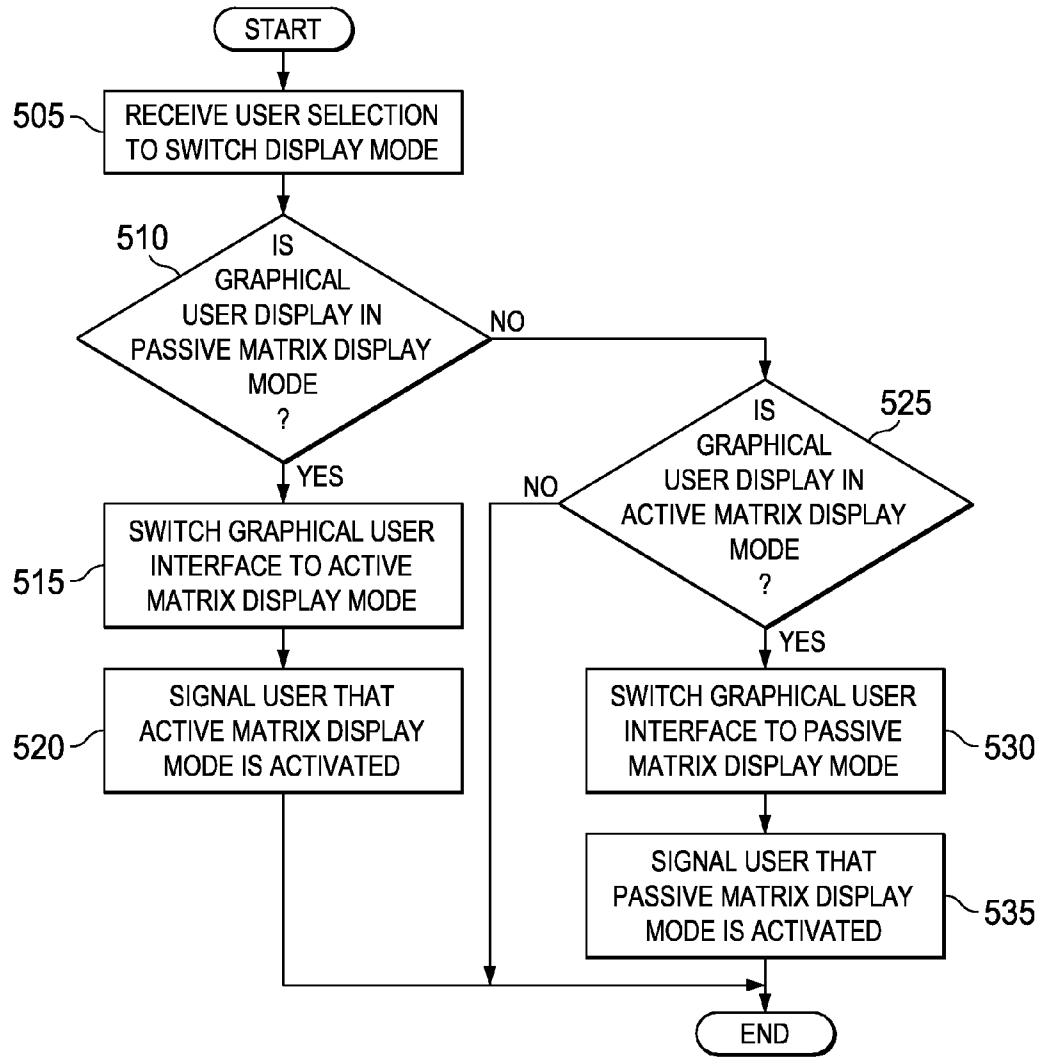 START
505
RECEIVE USER SELECTION
TO SWITCH DISPLAY MODE
510
IS
GRAPHICAL
USER DISPLAY IN
PASSIVE MATRIX DISPLAY
MODE
?
NO
YES
515
SWITCH GRAPHICAL USER
INTERFACE TO ACTIVE
MATRIX DISPLAY MODE
520
SIGNAL USER THAT
ACTIVE MATRIX DISPLAY
MODE IS ACTIVATED
525
IS
GRAPHICAL
USER DISPLAY IN
ACTIVE MATRIX DISPLAY
MODE
?
NO
YES
SWITCH GRAPHICAL USER
INTERFACE TO PASSIVE
MATRIX DISPLAY MODE
530
SIGNAL USER THAT
PASSIVE MATRIX DISPLAY
MODE IS ACTIVATED
535
END